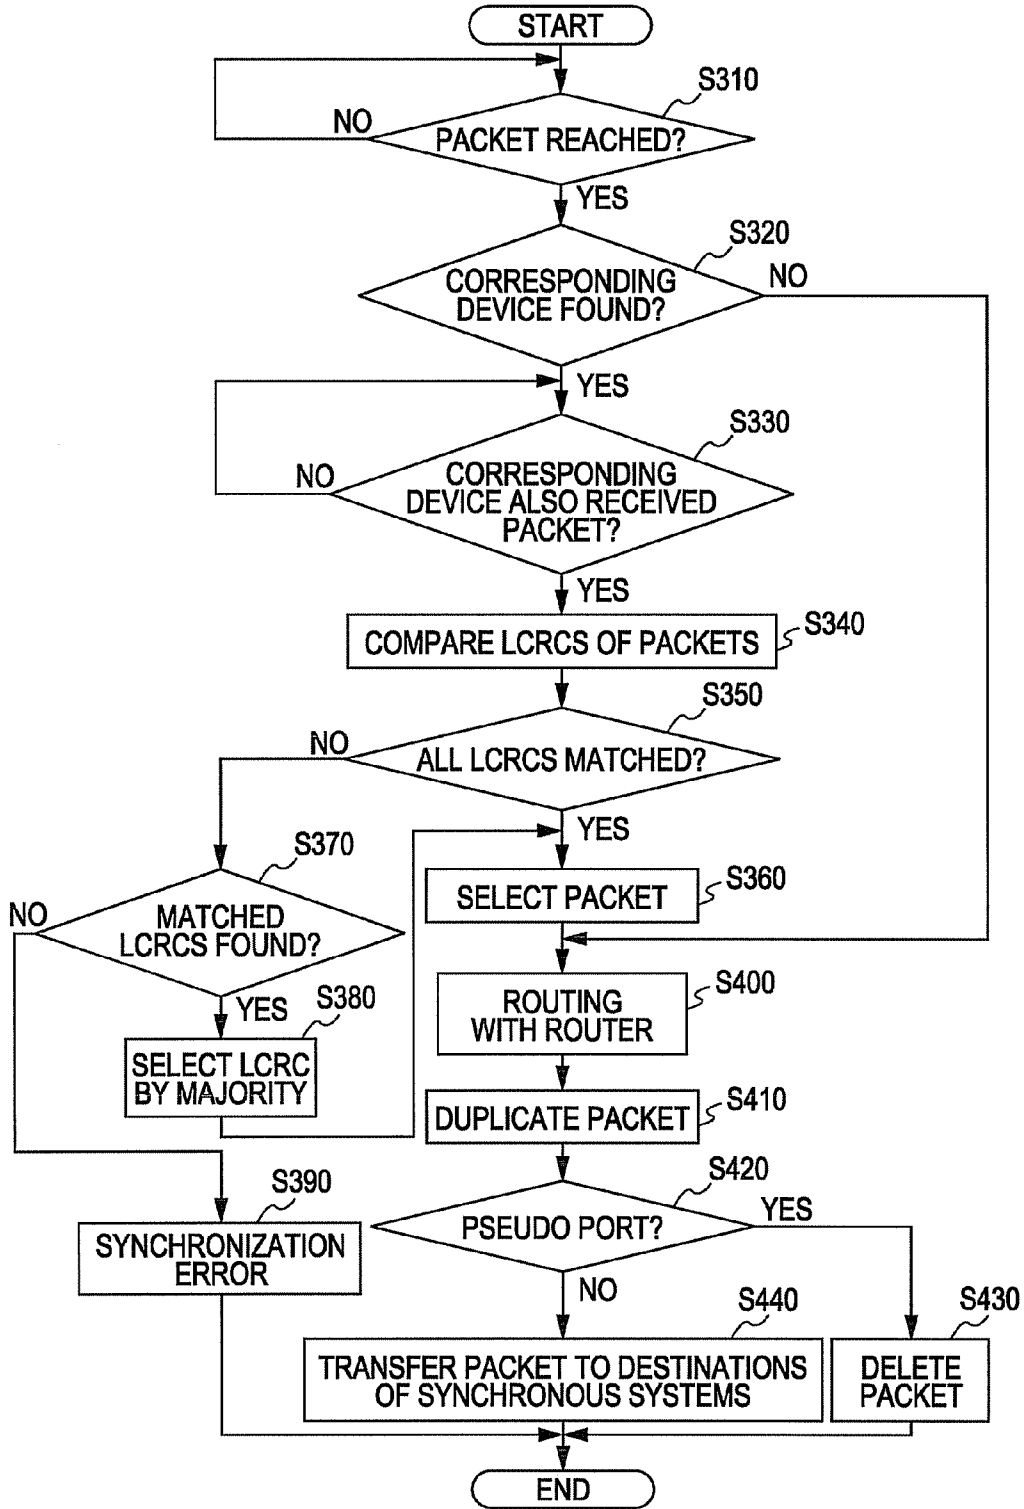 START
S310
NO
PACKET REACHED?
YES
S320
CORRESPONDING
DEVICE FOUND?
NO
YES
S330
NO
CORRESPONDING
DEVICE ALSO RECEIVED
PACKET?
YES
COMPARE LCRCS OF PACKETS
S340
S350
NO
ALL LCRCS MATCHED?
YES
S370
SELECT PACKET
S360
NO
MATCHED
LCRCS FOUND?
YES
S380
SELECT LCRC
BY MAJORITY
ROUTING
WITH ROUTER
S400
DUPLICATE PACKET
S410
S390
SYNCHRONIZATION
ERROR
S420
PSEUDO PORT?
YES
NO
S440
TRANSFER PACKET TO DESTINATIONS
OF SYNCHRONOUS SYSTEMS
S430
DELETE
PACKET
END